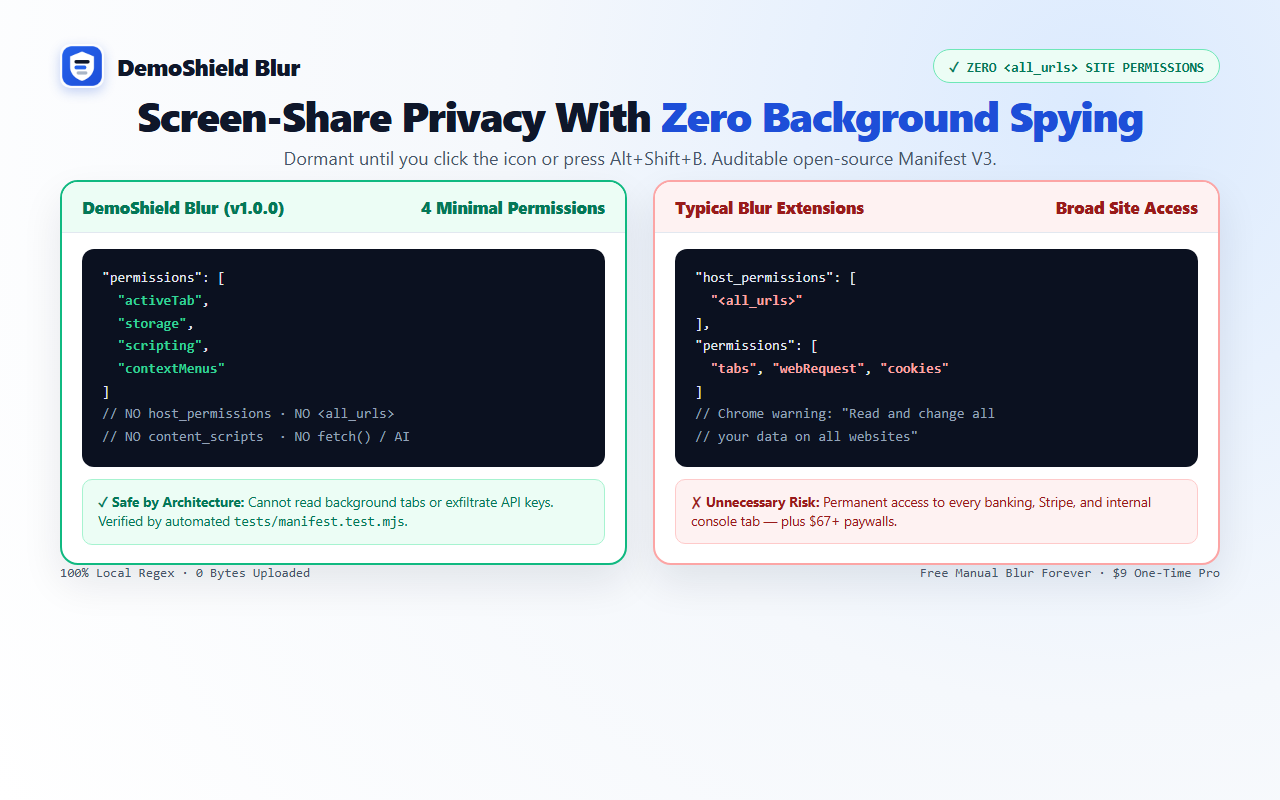 DemoShield Blur
✓ ZERO <all_urls> SITE PERMISSIONS
Screen-Share Privacy With Zero Background Spying
Dormant until you click the icon or press Alt+Shift+B. Auditable open-source Manifest V3.
DemoShield Blur (v1.0.0)
4 Minimal Permissions
"permissions": [
"activeTab",
"storage",
"scripting",
"contextMenus"
]
// NO host_permissions · NO <all_urls>
// NO content_scripts · NO fetch() / AI
✓ Safe by Architecture: Cannot read background tabs or exfiltrate API keys.
Verified by automated tests/manifest.test.mjs.
Typical Blur Extensions
Broad Site Access
"host_permissions": [
"<all_urls>"
],
"permissions": [
"tabs", "webRequest", "cookies"
]
// Chrome warning: "Read and change all
// your data on all websites"
✗ Unnecessary Risk: Permanent access to every banking, Stripe, and internal
console tab — plus $67+ paywalls.
100% Local Regex · 0 Bytes Uploaded
Free Manual Blur Forever · $9 One-Time Pro